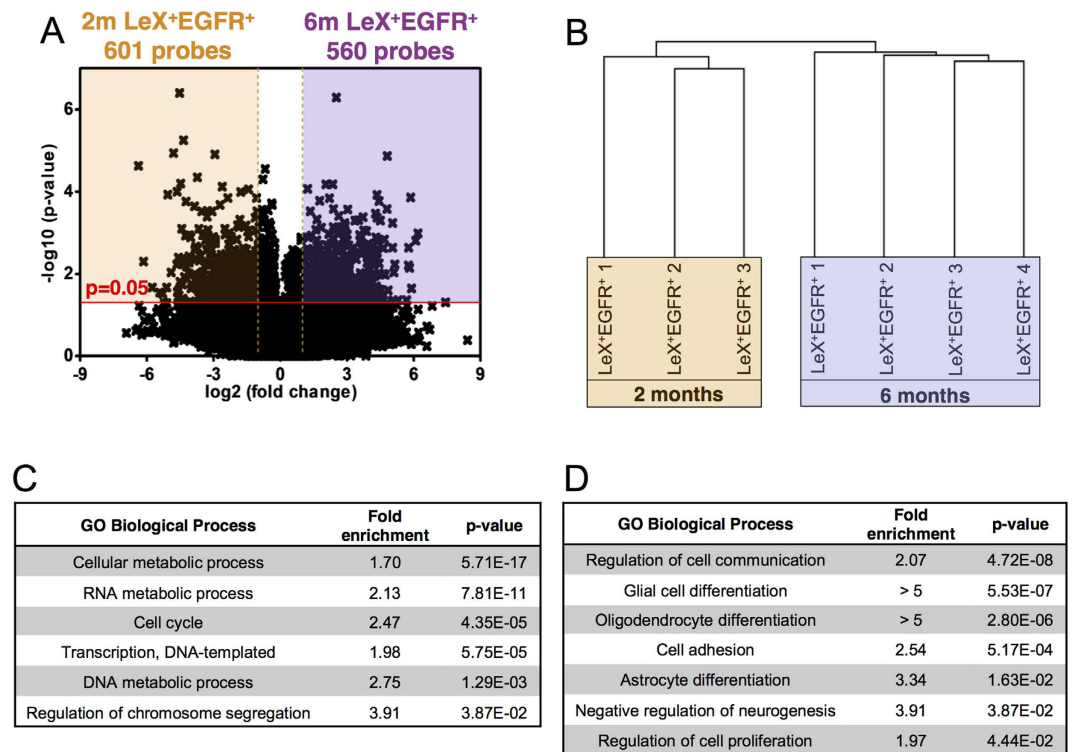 A
2m LeX⁺EGFR⁺
601 probes
6m LeX⁺EGFR⁺
560 probes
-log10 (p-value)
6
4
2
0
p=0.05
-9
-6
-3
0
3
6
9
log2 (fold change)
B
LeX⁺EGFR⁺ 1
LeX⁺EGFR⁺ 2
LeX⁺EGFR⁺ 3
2 months
LeX⁺EGFR⁺ 1
LeX⁺EGFR⁺ 2
LeX⁺EGFR⁺ 3
LeX⁺EGFR⁺ 4
6 months
C
GO Biological Process Fold enrichment p-value
Cellular metabolic process 1.70 5.71E-17
RNA metabolic process 2.13 7.81E-11
Cell cycle 2.47 4.35E-05
Transcription, DNA-templated 1.98 5.75E-05
DNA metabolic process 2.75 1.29E-03
Regulation of chromosome segregation 3.91 3.87E-02
D
GO Biological Process Fold enrichment p-value
Regulation of cell communication 2.07 4.72E-08
Glial cell differentiation > 5 5.53E-07
Oligodendrocyte differentiation > 5 2.80E-06
Cell adhesion 2.54 5.17E-04
Astrocyte differentiation 3.34 1.63E-02
Negative regulation of neurogenesis 3.91 3.87E-02
Regulation of cell proliferation 1.97 4.44E-02